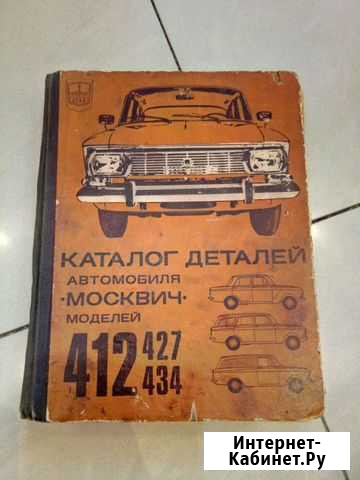 КАТАЛОГ ДЕТАЛЕЙ
АВТОМОБИЛЯ
•МОСКВИЧ•
МОДЕЛЕЙ
412 427
434
Интернет-
Кабинет.Ру